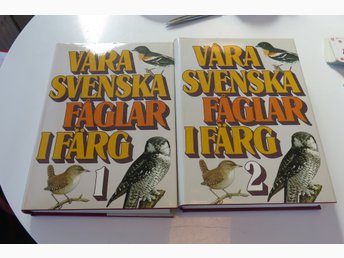 VÅRA
SVENSKA
FÅGLAR
I FÄRG
1
VÅRA
SVENSKA
FÅGLAR
I FÄRG
2